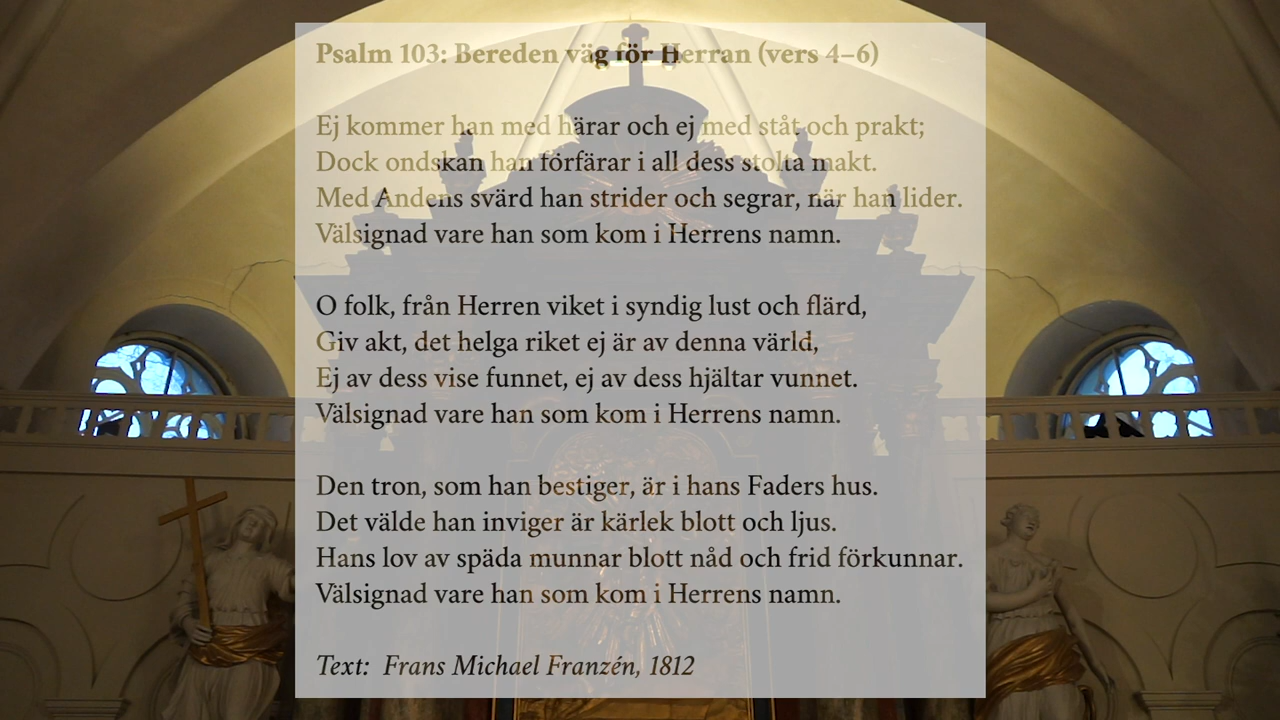 Psalm 103: Bereden väg för Herran (vers 4–6)
Ej kommer han med härar och ej med ståt och prakt;
Dock ondskan han förfärar i all dess stolta makt.
Med Andens svärd han strider och segrar, när han lider.
Välsignad vare han som kom i Herrens namn.
O folk, från Herren viket i syndig lust och flärd,
Giv akt, det helga riket ej är av denna värld,
Ej av dess vise funnet, ej av dess hjältar vunnet.
Välsignad vare han som kom i Herrens namn.
Den tron, som han bestiger, är i hans Faders hus.
Det välde han inviger är kärlek blott och ljus.
Hans lov av späda munnar blott nåd och frid förkunnar.
Välsignad vare han som kom i Herrens namn.
Text: Frans Michael Franzén, 1812